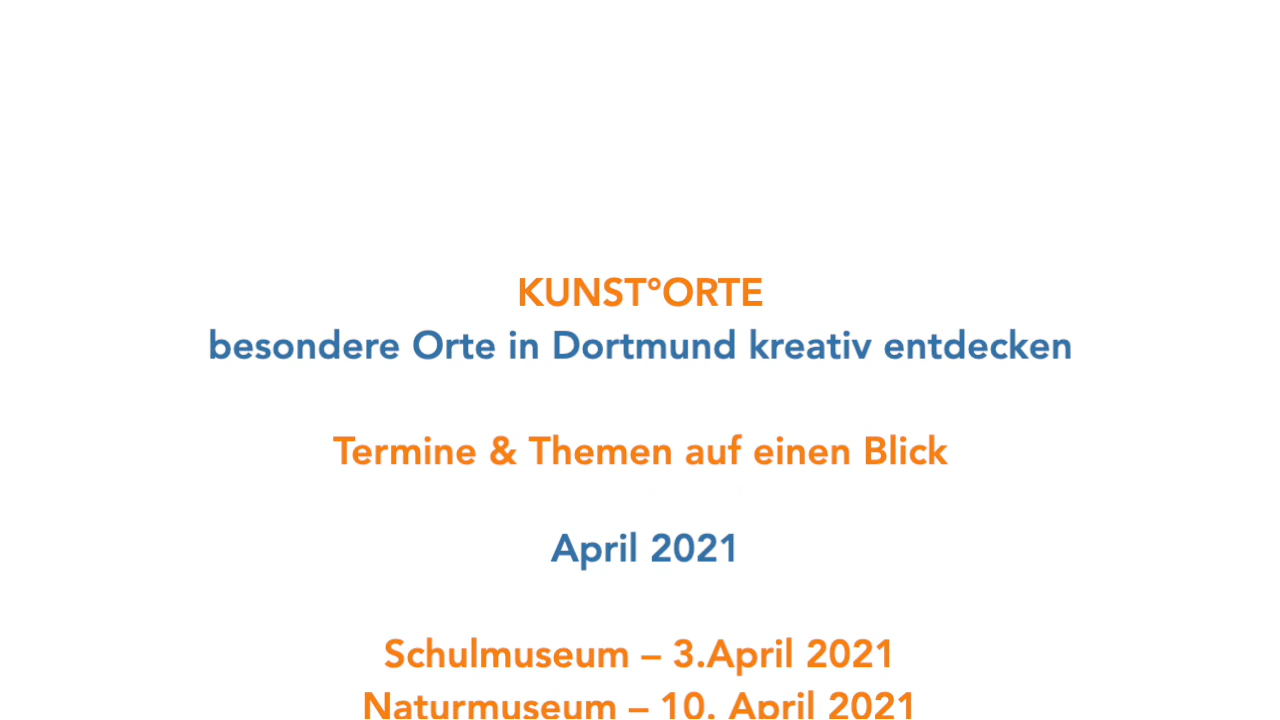 KUNST°ORTE
besondere Orte in Dortmund kreativ entdecken
Termine & Themen auf einen Blick
April 2021
Schulmuseum – 3.April 2021
Naturmuseum – 10. April 2021